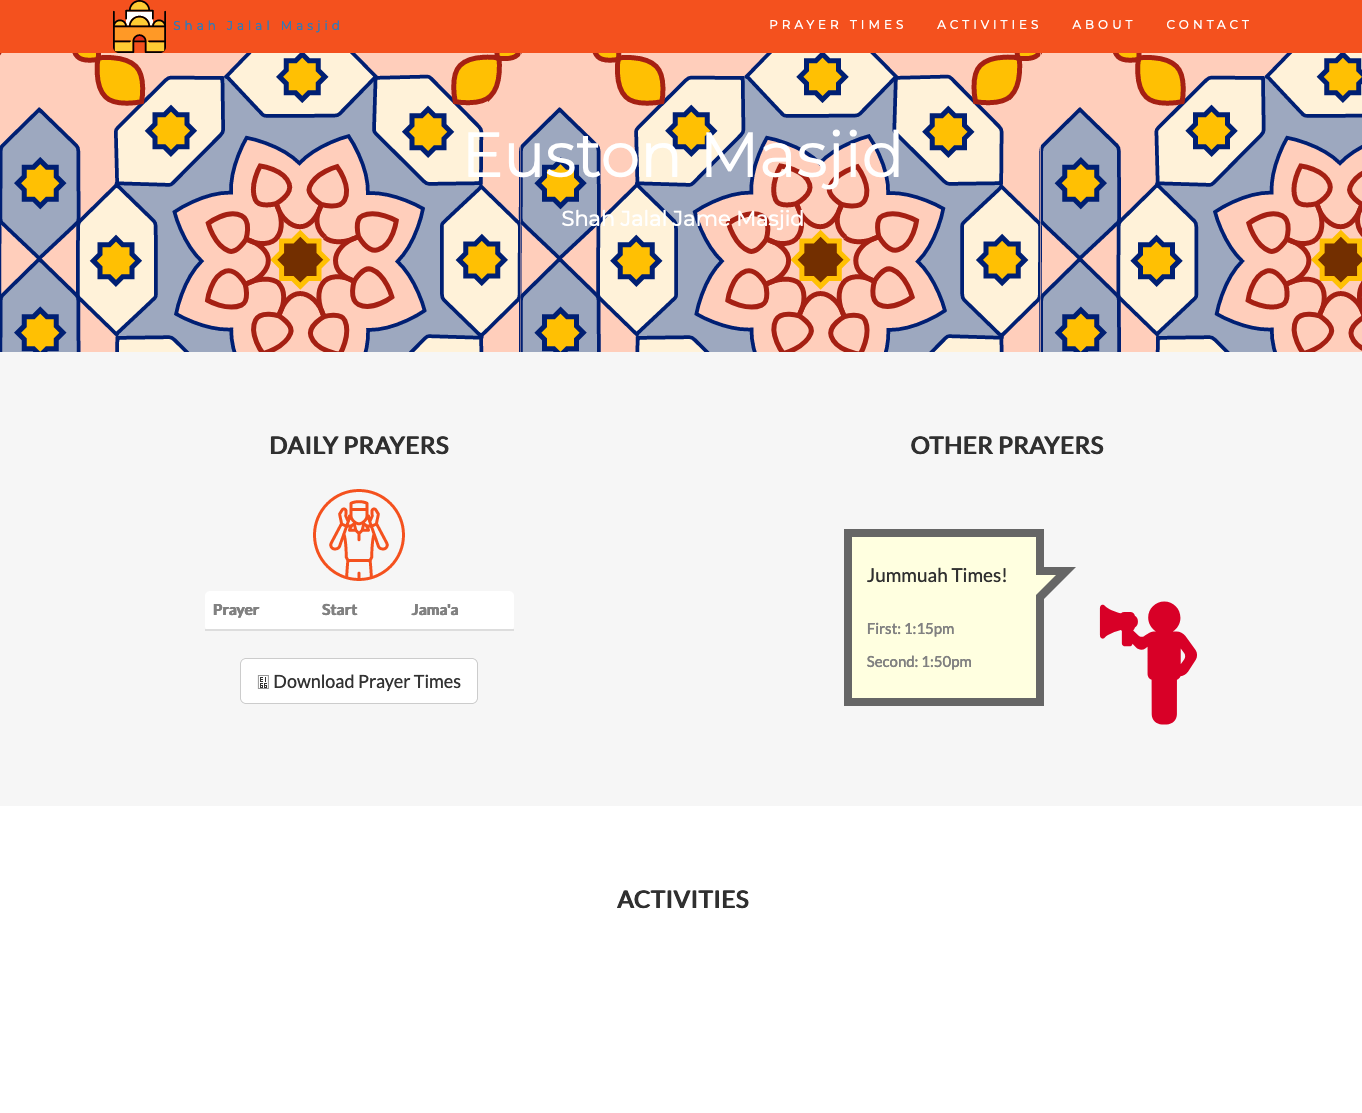 Shah Jalal Masjid
PRAYER TIMES ACTIVITIES ABOUT CONTACT
Euston Masjid
Shah Jalal Jame Masjid
DAILY PRAYERS
Prayer Start Jama'a
Download Prayer Times
OTHER PRAYERS
Jummuah Times!
First: 1:15pm
Second: 1:50pm
ACTIVITIES